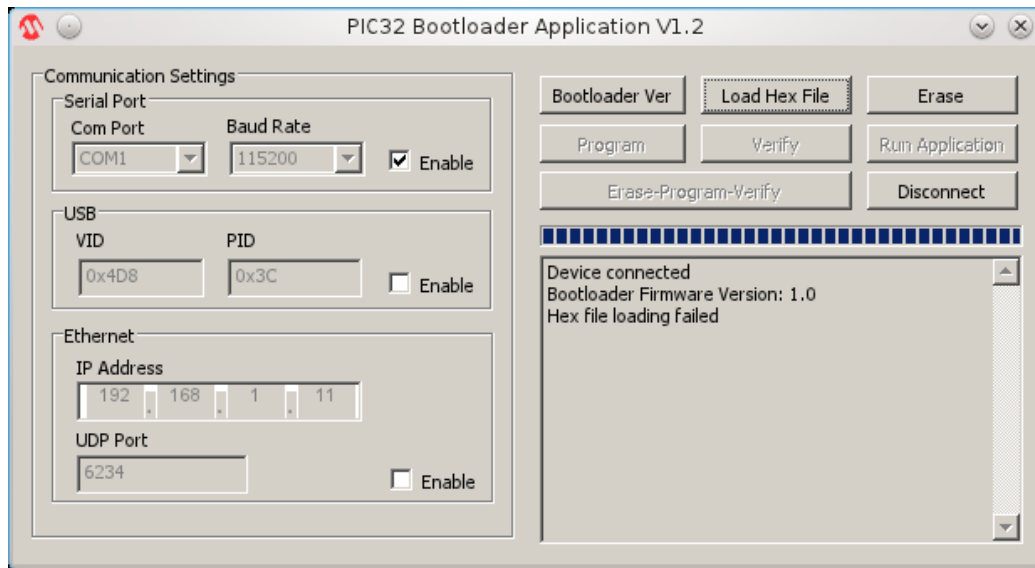 PIC32 Bootloader Application V1.2
Communication Settings
Serial Port
Com Port
Baud Rate
COM1
115200
Enable
USB
VID
PID
0x4D8
0x3C
Enable
Ethernet
IP Address
192 . 168 . 1 . 11
UDP Port
6234
Enable
Bootloader Ver
Load Hex File
Erase
Program
Verify
Run Application
Erase-Program-Verify
Disconnect
Device connected
Bootloader Firmware Version: 1.0
Hex file loading failed